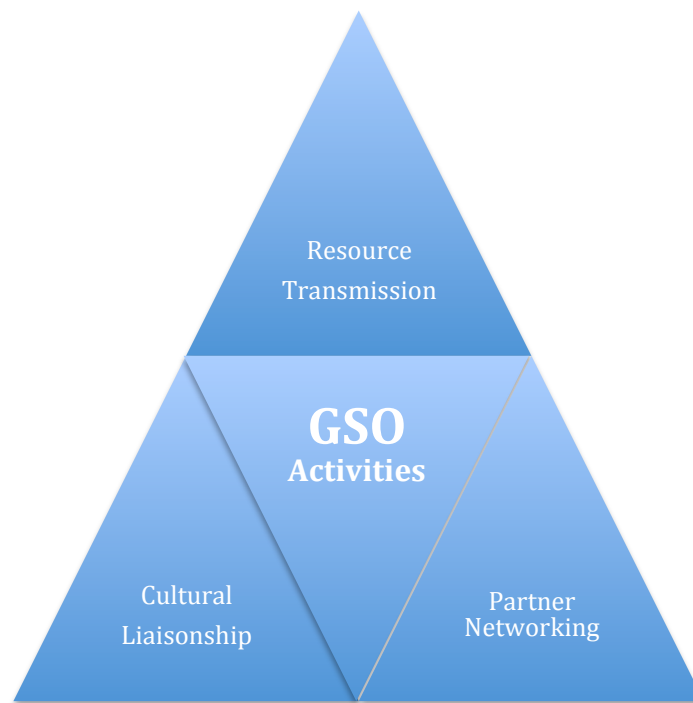 Resource
Transmission
GSO
Activities
Cultural
Liaisonship
Partner
Networking